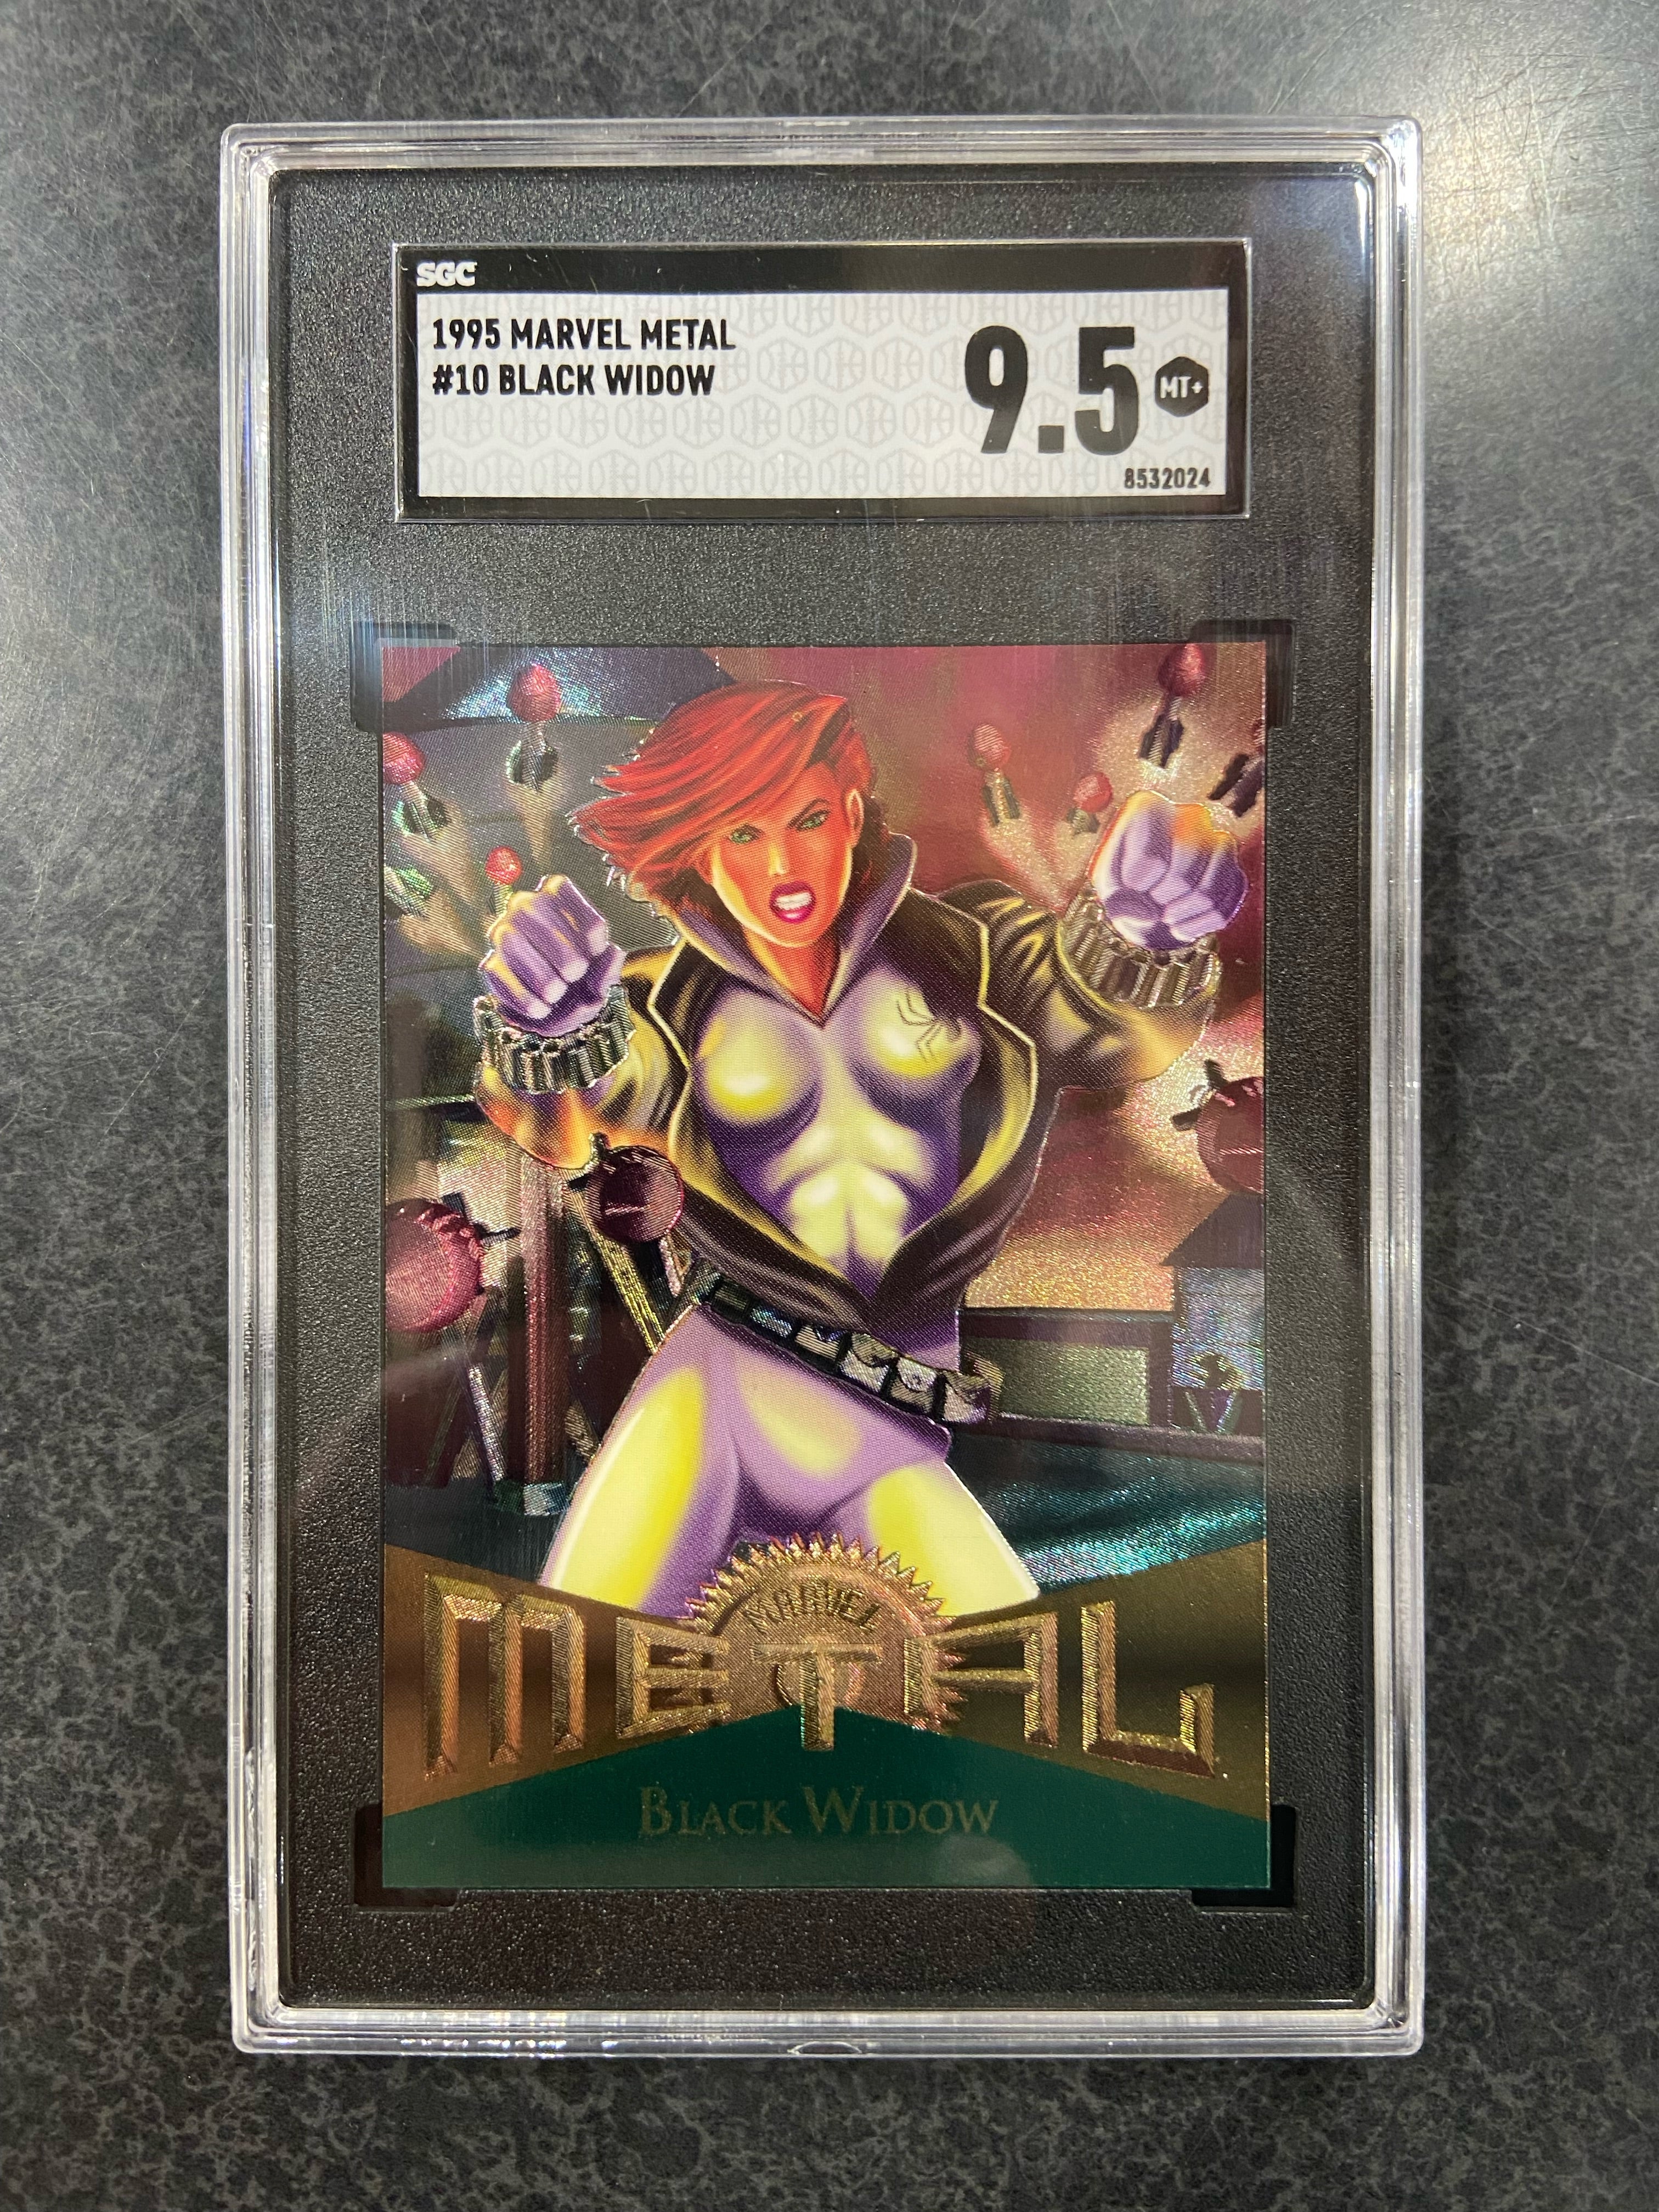 SGC
1995 MARVEL METAL
#10 BLACK WIDOW
9.5 MT+
8532024
MARVEL
METAL
BLACK WIDOW